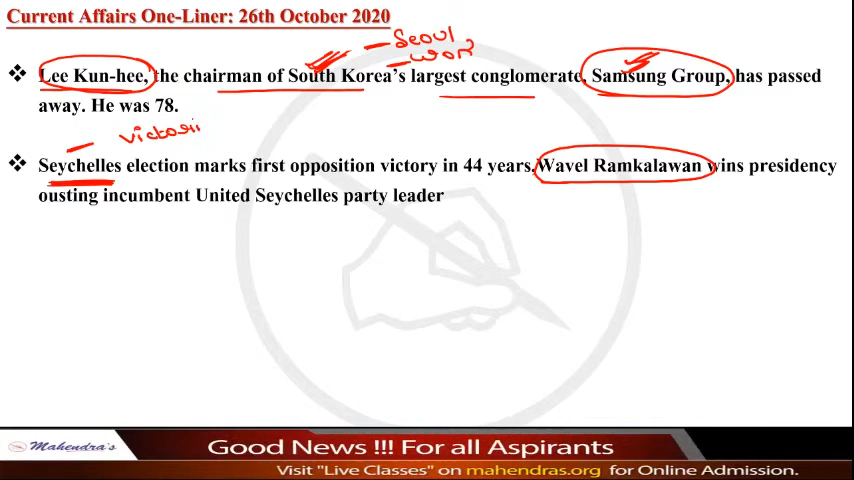 Current Affairs One-Liner: 26th October 2020
Seoul
won
❖ Lee Kun-hee, the chairman of South Korea's largest conglomerate, Samsung Group, has passed
away. He was 78.
❖ Seychelles election marks first opposition victory in 44 years, Wavel Ramkalawan wins presidency
ousting incumbent United Seychelles party leader
Mahendra's
Good News !!! For all Aspirants
Visit "Live Classes" on mahendras.org for Online Admission.